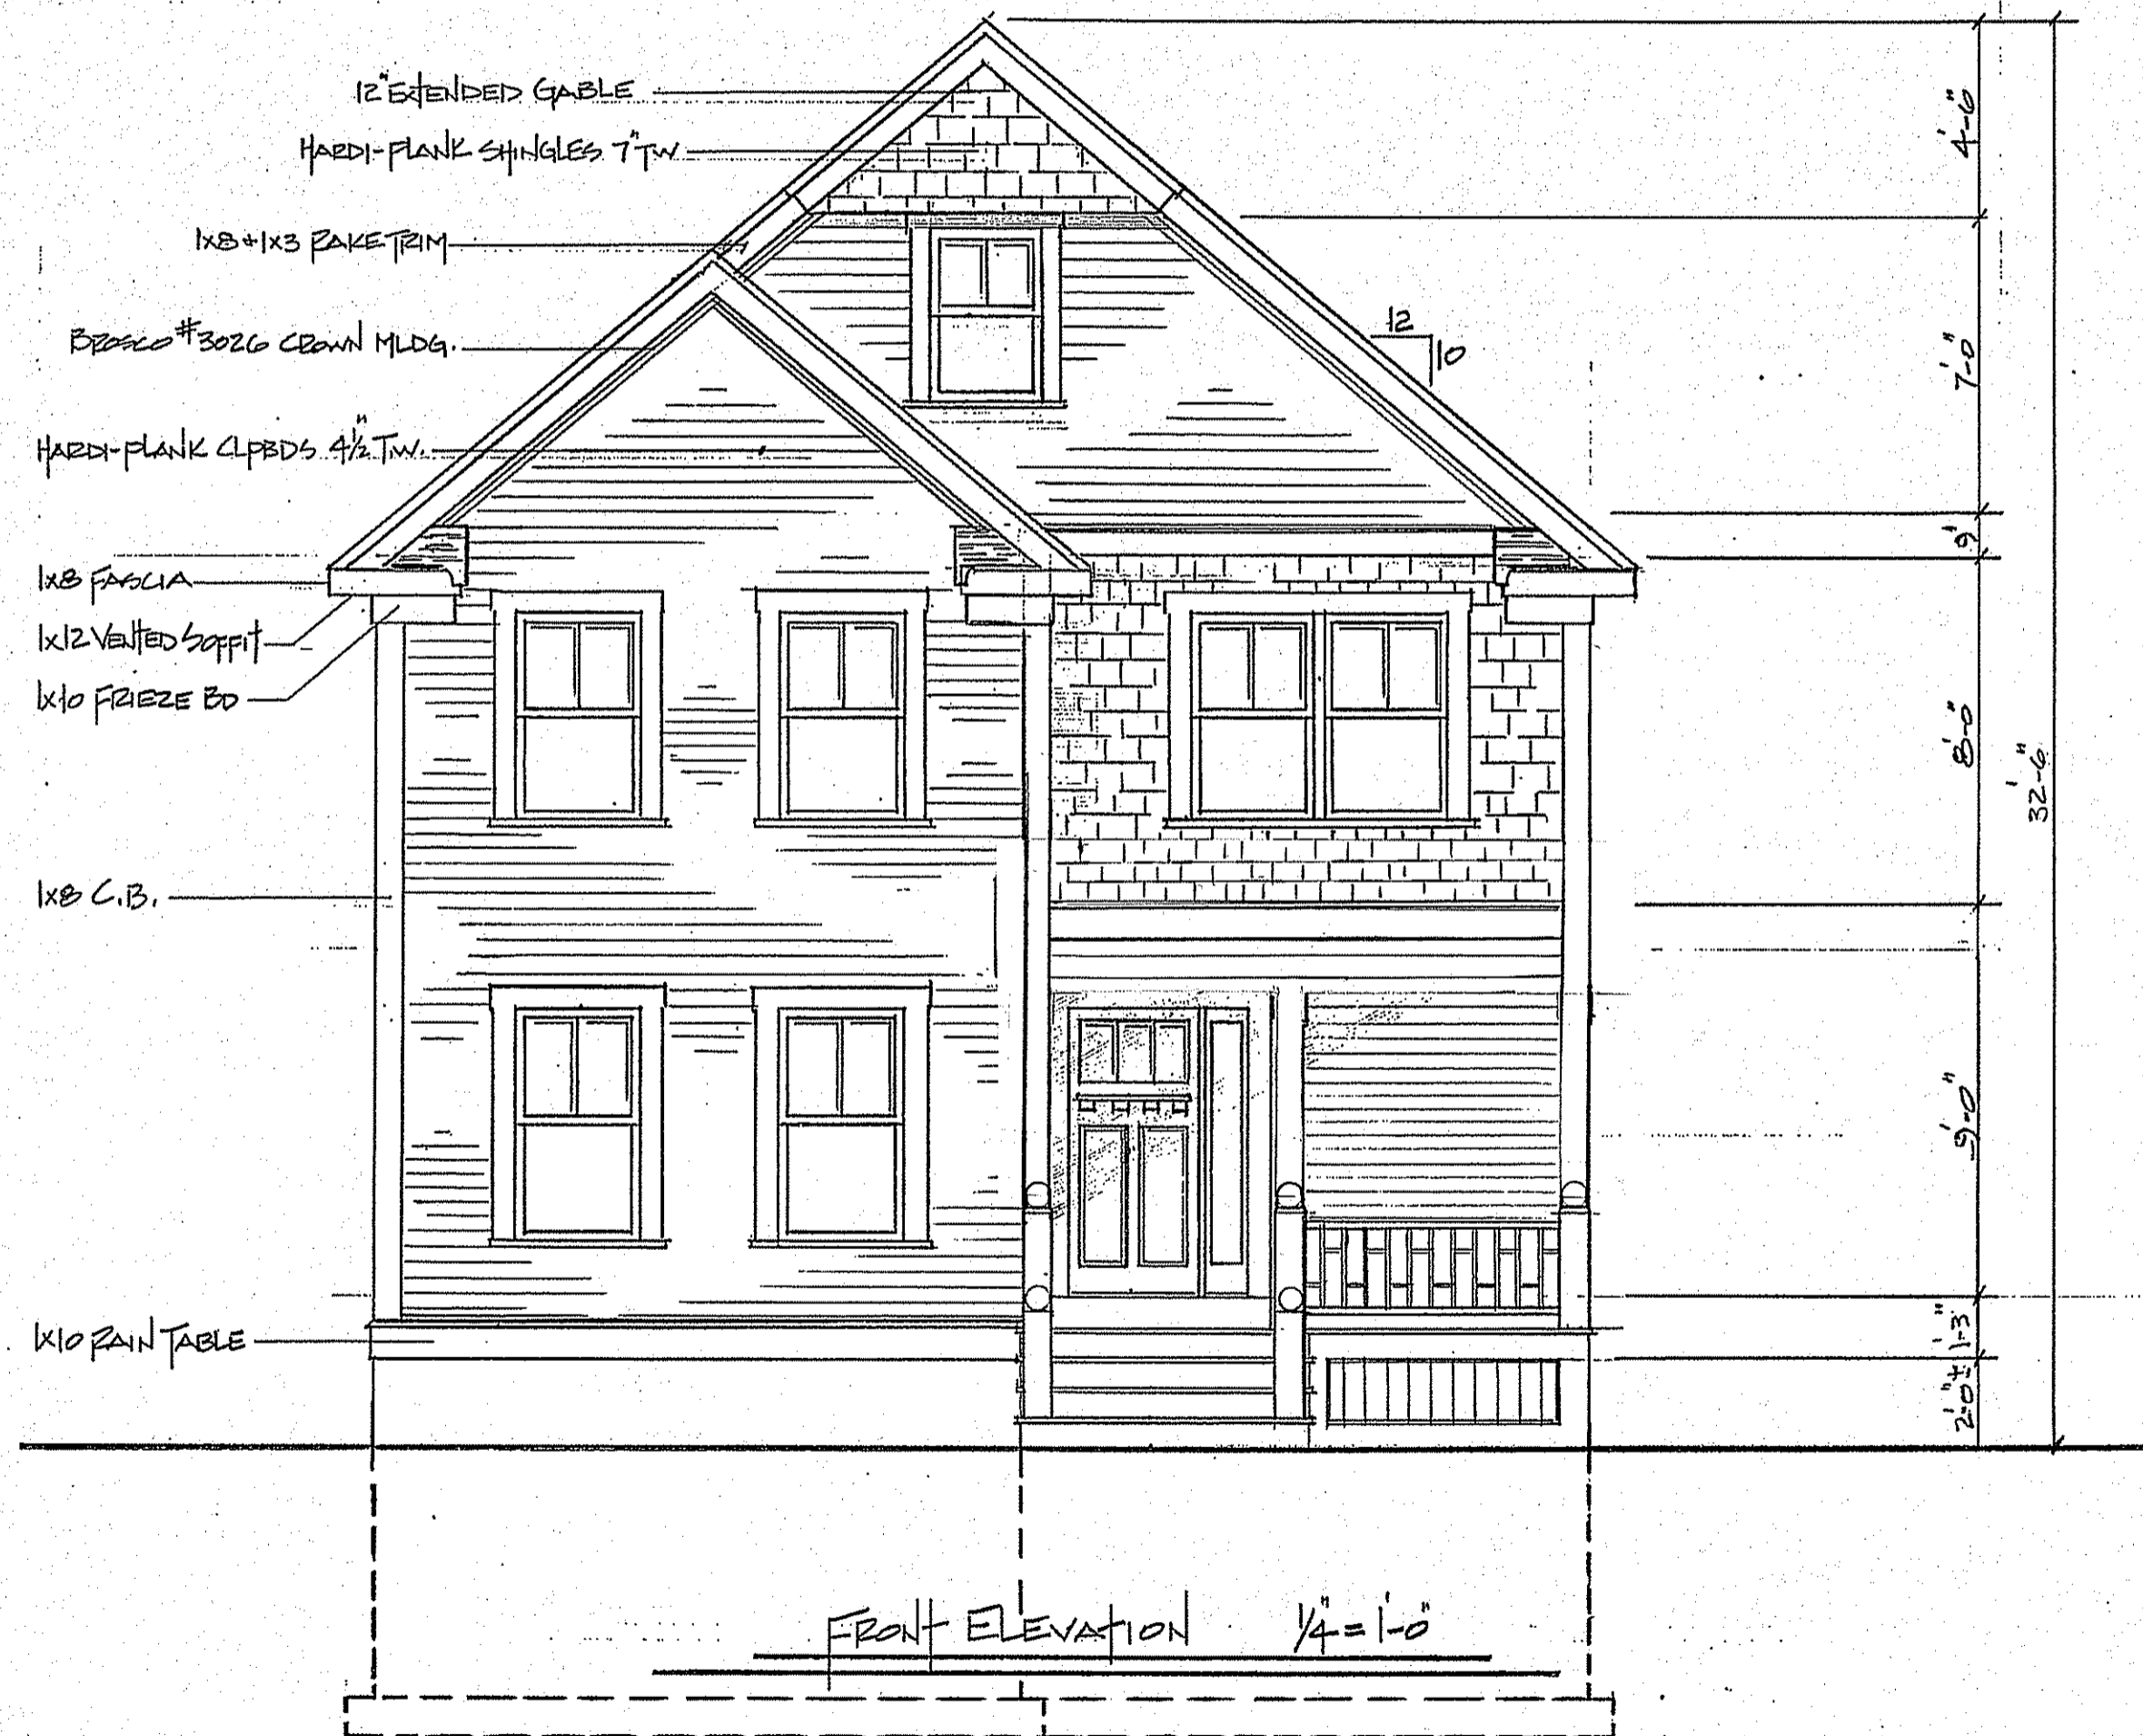 12" EXTENDED GABLE
HARDI-PLANK SHINGLES 7" TW
1x8+1x3 RAKE TRIM
BROSCO #3026 CROWN MLDG.
HARDI-PLANK CLPBDS 4½" T.W.
1x8 FASCIA
1x12 VENTED SOFFIT
1x10 FRIEZE BD
1x8 C.B.
1x10 RAIN TABLE
12
10
4'-6"
7'-0"
9'
8'-0"
32'-6"
9'-0"
1'-3"
2'-0"±
FRONT ELEVATION 1/4" = 1'-0"